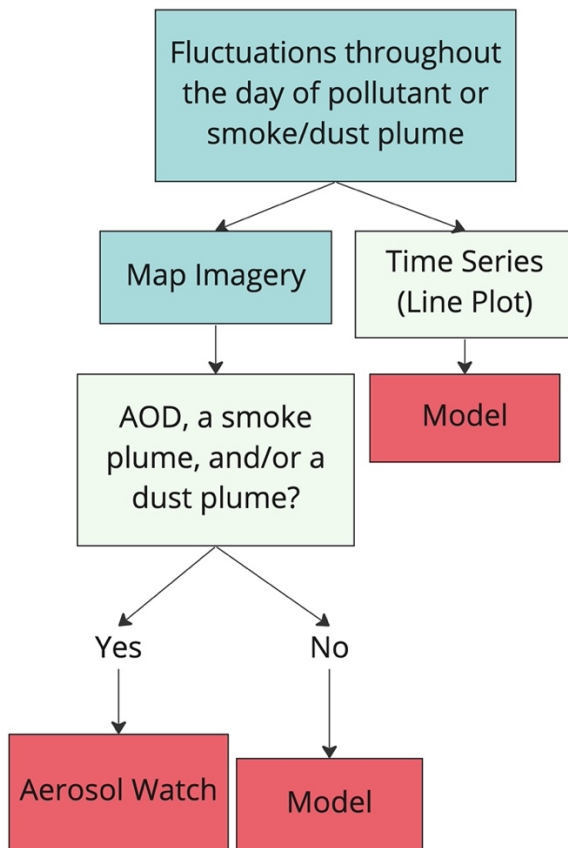 Fluctuations throughout
the day of pollutant or
smoke/dust plume
Map Imagery
Time Series
(Line Plot)
Model
AOD, a smoke
plume, and/or a
dust plume?
Yes
No
Aerosol Watch
Model